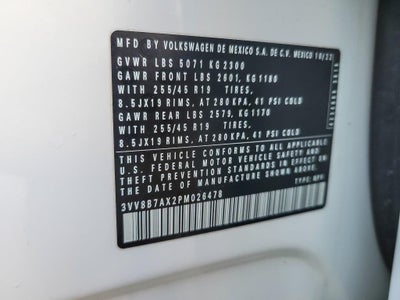 MFD BY VOLKSWAGEN DE MEXICO S.A. DE C.V. MEXICO 10/22
GVWR LBS 5071 KG 2300
GAWR FRONT LBS 2601, KG 1180
WITH 255/45 R19 TIRES,
8.5JX19 RIMS, AT 280 KPA, 41 PSI COLD
GAWR REAR LBS 2579, KG 1170
WITH 255/45 R19 TIRES,
8.5JX19 RIMS, AT 280 KPA, 41 PSI COLD
THIS VEHICLE CONFORMS TO ALL APPLICABLE
U.S. FEDERAL MOTOR VEHICLE SAFETY AND
THEFT PREVENTION STANDARDS IN EFFECT ON
THE DATE OF MANUFACTURE SHOWN ABOVE.
3VV8B7AX2PM026478 TYPE: MPV